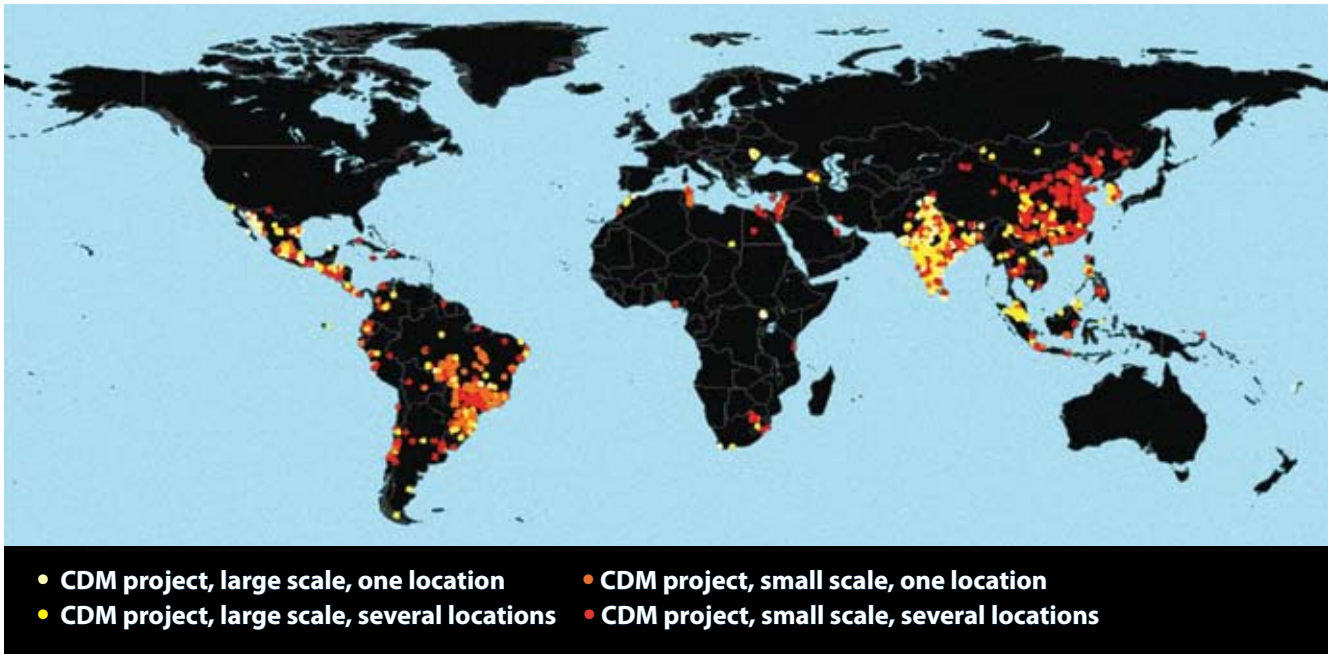 CDM project, large scale, one location
CDM project, small scale, one location
CDM project, large scale, several locations
CDM project, small scale, several locations